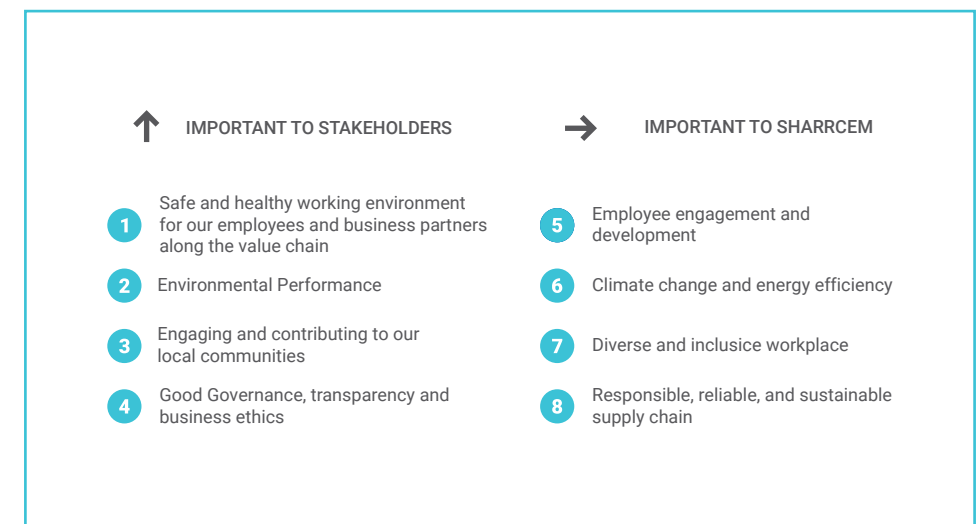 IMPORTANT TO STAKEHOLDERS
IMPORTANT TO SHARRCEM
1
Safe and healthy working environment
for our employees and business partners
along the value chain
2
Environmental Performance
3
Engaging and contributing to our
local communities
4
Good Governance, transparency and
business ethics
5
Employee engagement and
development
6
Climate change and energy efficiency
7
Diverse and inclusice workplace
8
Responsible, reliable, and sustainable
supply chain